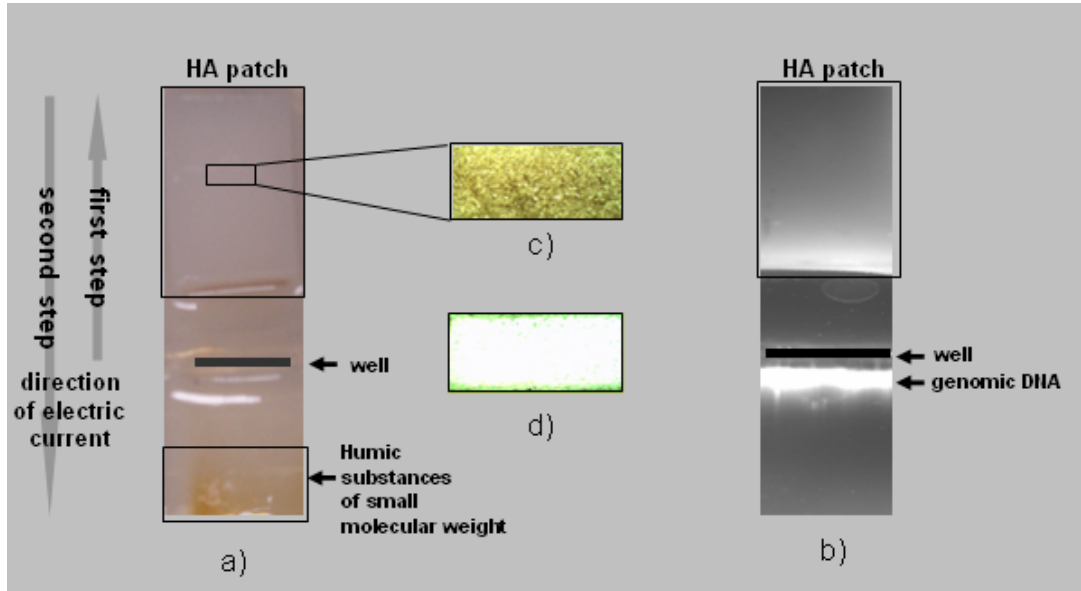 HA patch
first step
second step
direction
of electric
current
well
Humic
substances
of small
molecular weight
a)
c)
d)
HA patch
well
genomic DNA
b)